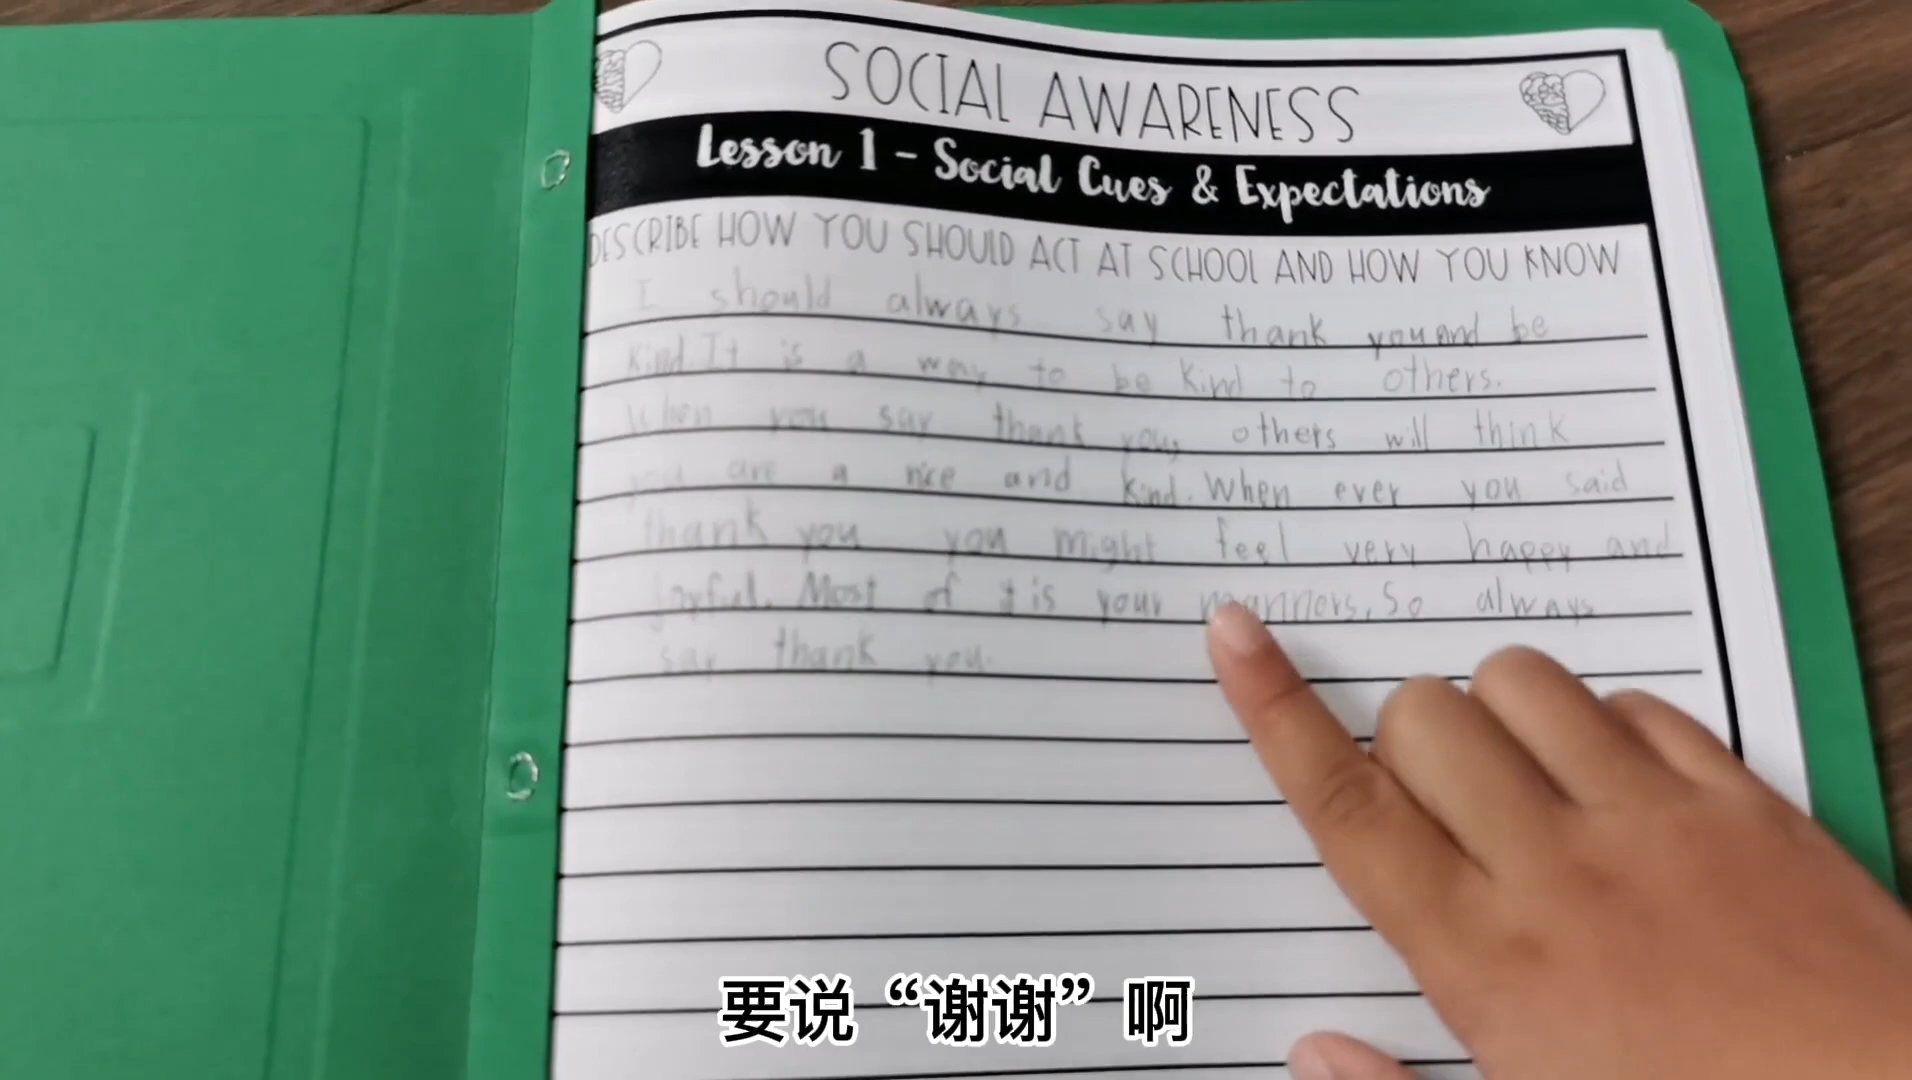 SOCIAL AWARENESS
Lesson 1 - Social Cues & Expectations
DESCRIBE HOW YOU SHOULD ACT AT SCHOOL AND HOW YOU KNOW
I should always say thank you and be
kind. It is a way to be kind to others.
When you say thank you, others will think
you are a nice and kind. When ever you said
thank you you might feel very happy and
joyful. Most of it is your manners. So always
say thank you.
要说“谢谢”啊